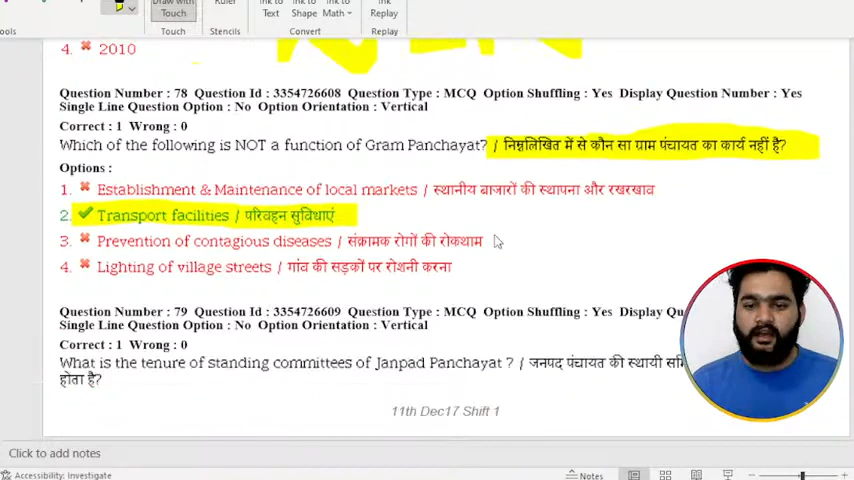 Draw with
Touch
Ruler
Ink to
Text
Ink to
Shape
Ink to
Math
Ink
Replay
ools
Touch
Stencils
Convert
Replay
4. 2010
Question Number : 78 Question Id : 3354726608 Question Type : MCQ Option Shuffling : Yes Display Question Number : Yes
Single Line Question Option : No Option Orientation : Vertical
Correct : 1 Wrong : 0
Which of the following is NOT a function of Gram Panchayat? / निम्नलिखित में से कौन सा ग्राम पंचायत का कार्य नहीं है?
Options :
1. Establishment & Maintenance of local markets / स्थानीय बाजारों की स्थापना और रखरखाव
2. Transport facilities / परिवहन सुविधाएं
3. Prevention of contagious diseases / संक्रामक रोगों की रोकथाम
4. Lighting of village streets / गांव की सड़कों पर रोशनी करना
Question Number : 79 Question Id : 3354726609 Question Type : MCQ Option Shuffling : Yes Display Qu
Single Line Question Option : No Option Orientation : Vertical
Correct : 1 Wrong : 0
What is the tenure of standing committees of Janpad Panchayat ? / जनपद पंचायत की स्थायी समि
होता है?
11th Dec17 Shift 1
Click to add notes
Accessibility: Investigate
Notes